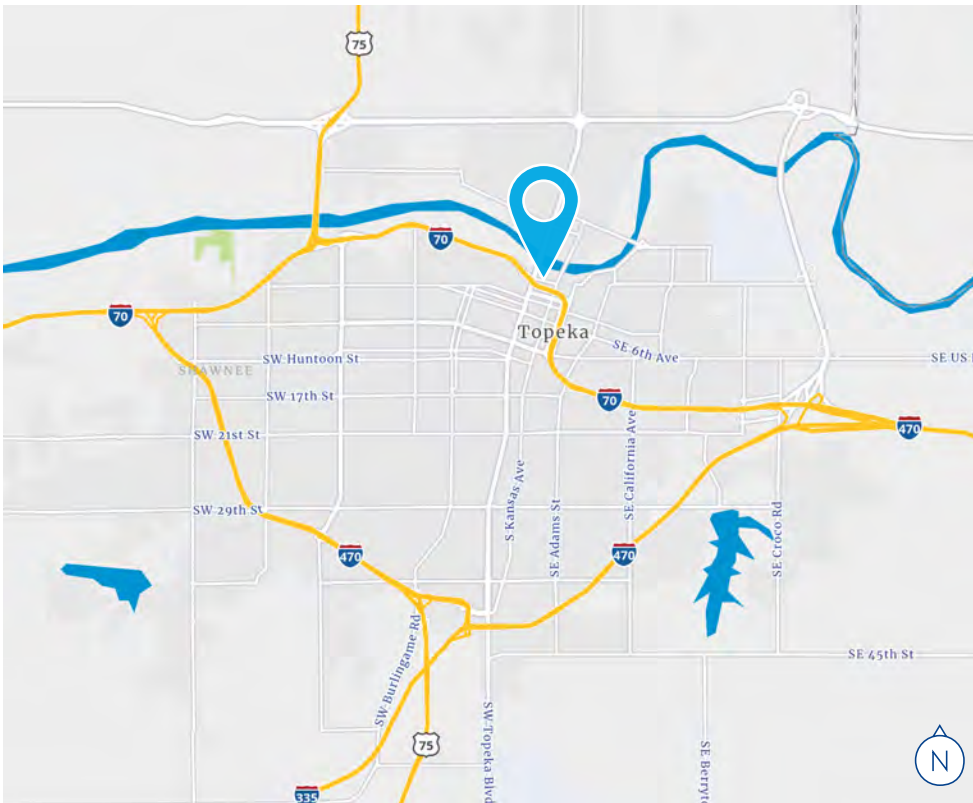 75
70
70
Topeka
SE 6th Ave
SW Huntoon St
SE US
SHAWNEE
SW 17th St
70
470
SW 21st St
SE California Ave
S Kansas Ave
SW 29th St
SE Adams St
SE Croco Rd
470
470
SW Burlingame Rd
SE 45th St
SW Topeka Blvd
75
SE Berryto
N
335